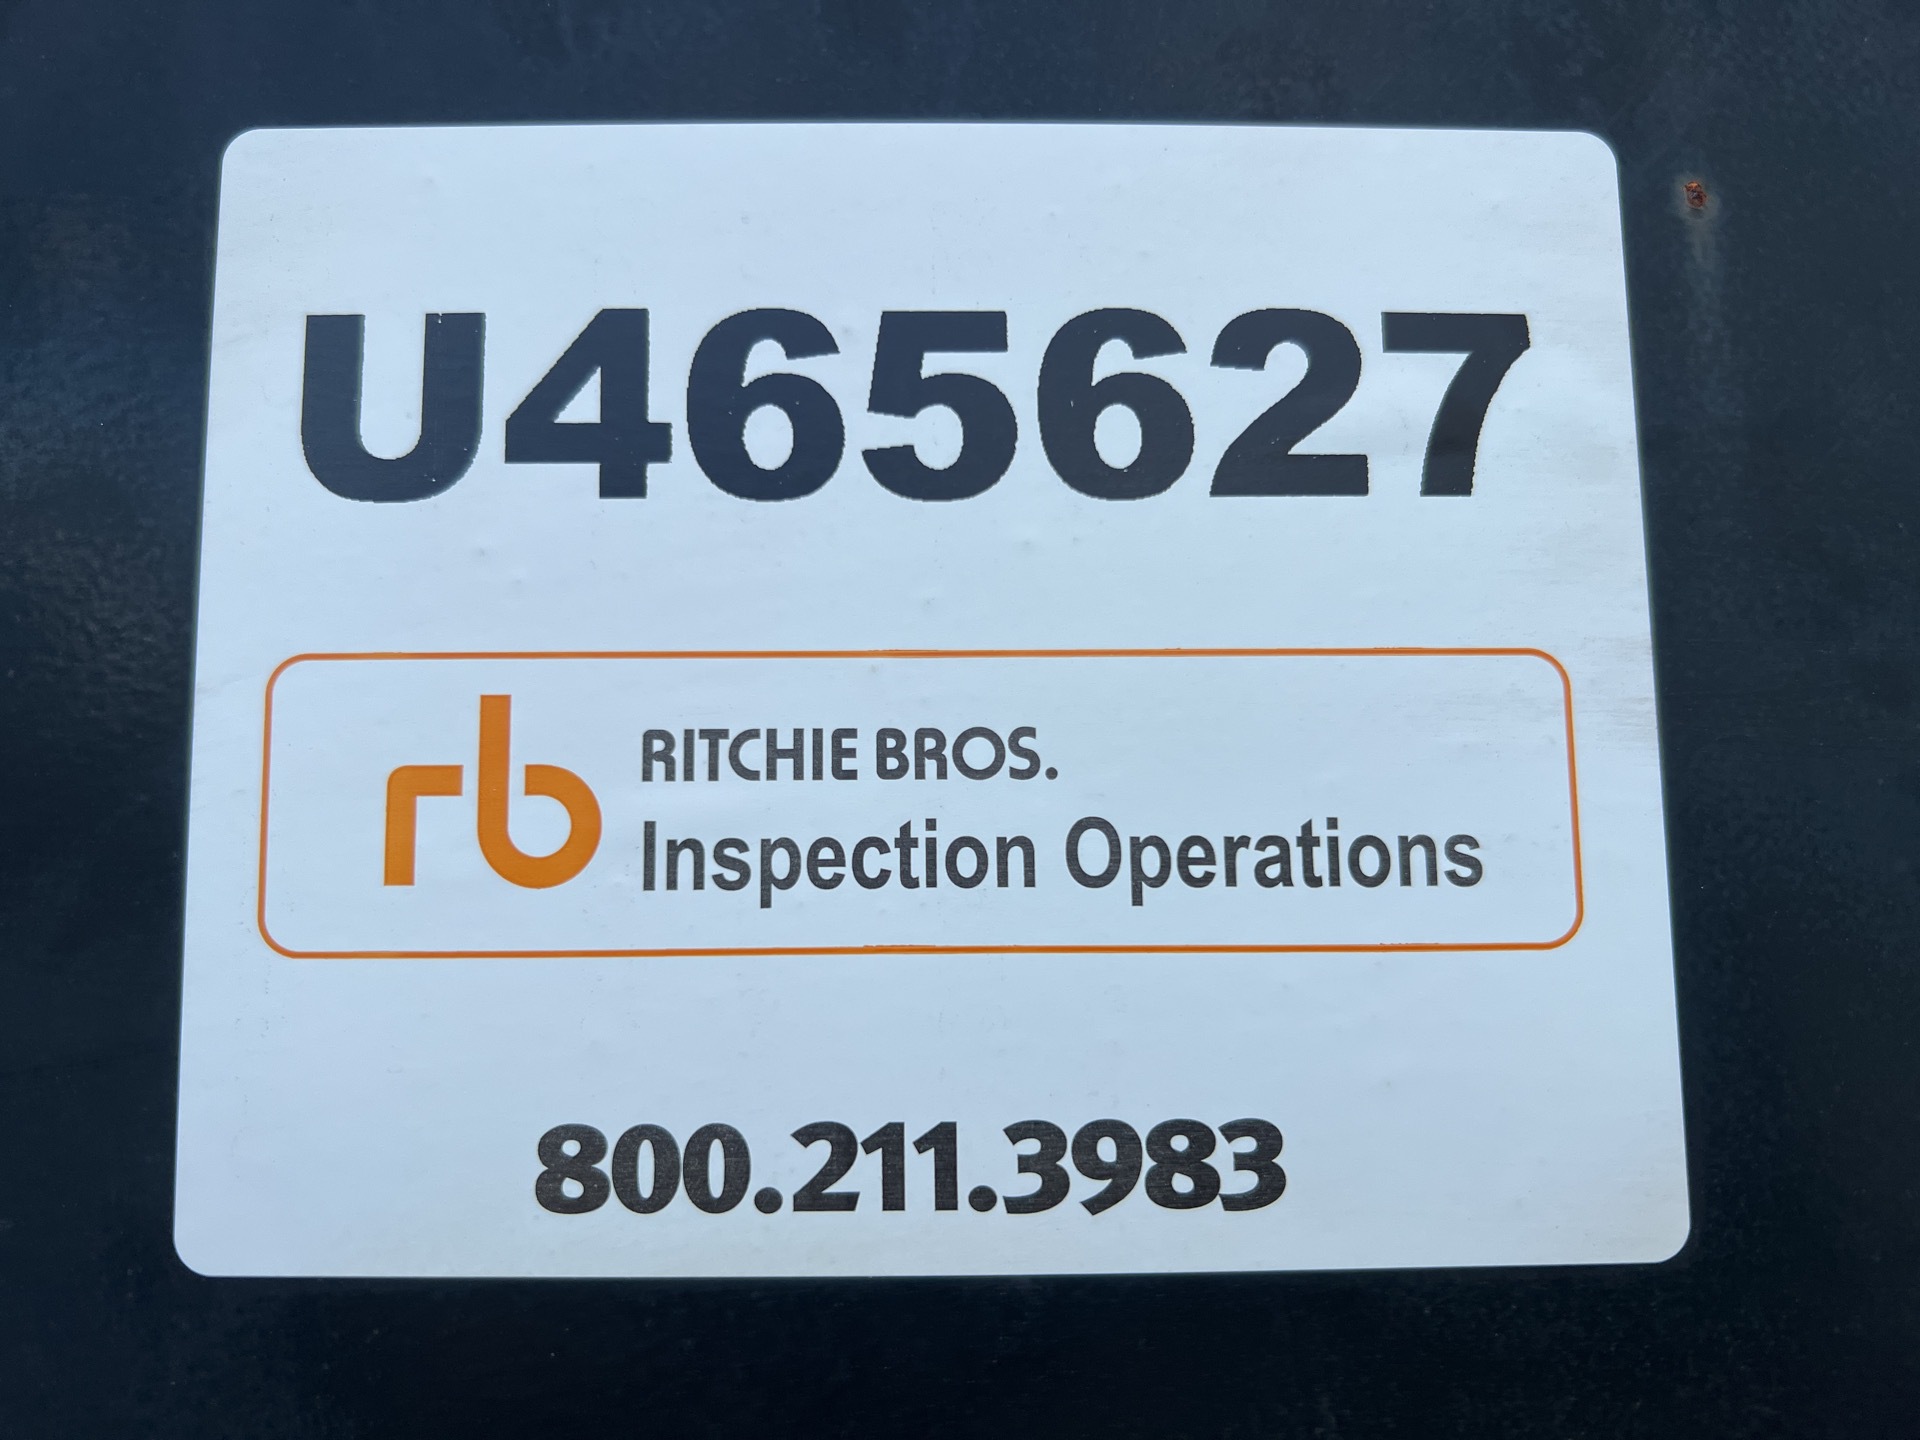 U465627
rb
RITCHIE BROS.
Inspection Operations
800.211.3983